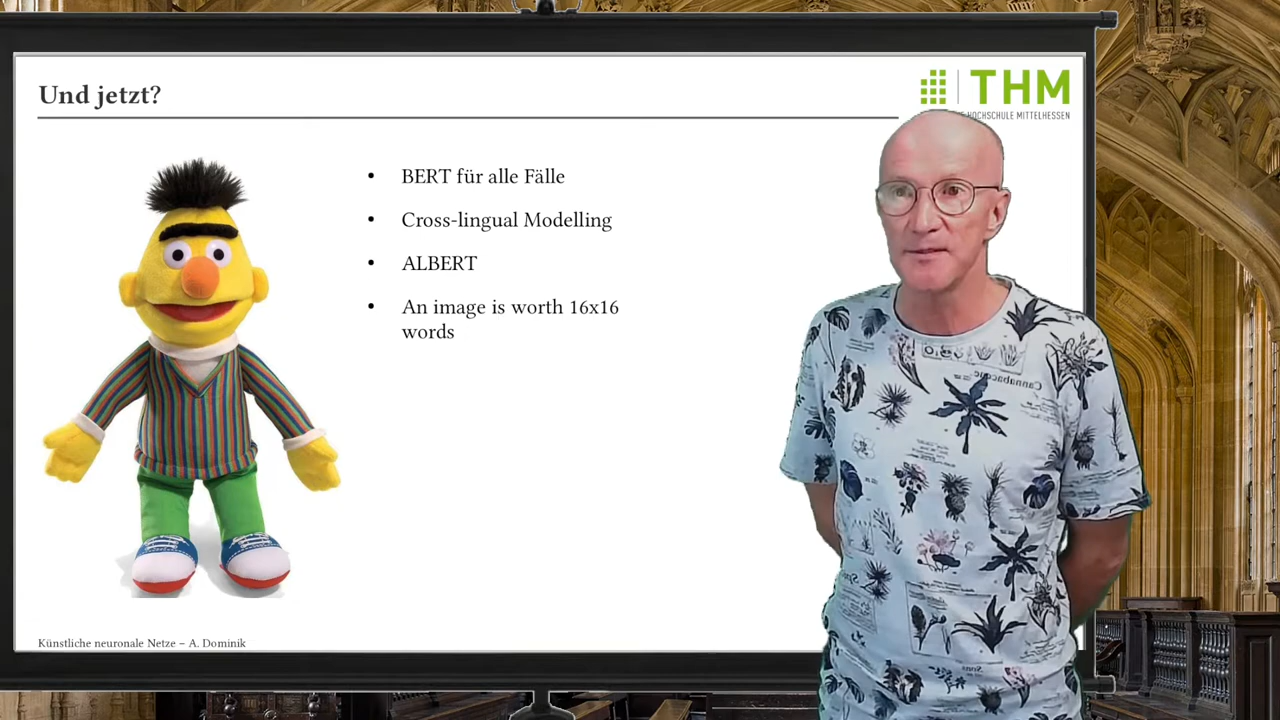 Und jetzt?
THM
HOCHSCHULE MITTELHESSEN
• BERT für alle Fälle
• Cross-lingual Modelling
• ALBERT
• An image is worth 16x16
words
Künstliche neuronale Netze – A. Dominik